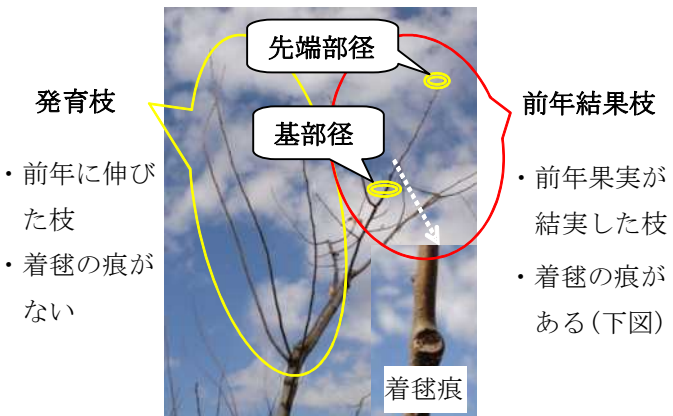 先端部径
基部径
発育枝
・前年に伸び
た枝
・着毬の痕が
ない
前年結果枝
・前年果実が
結実した枝
・着毬の痕が
ある(下図)
着毬痕